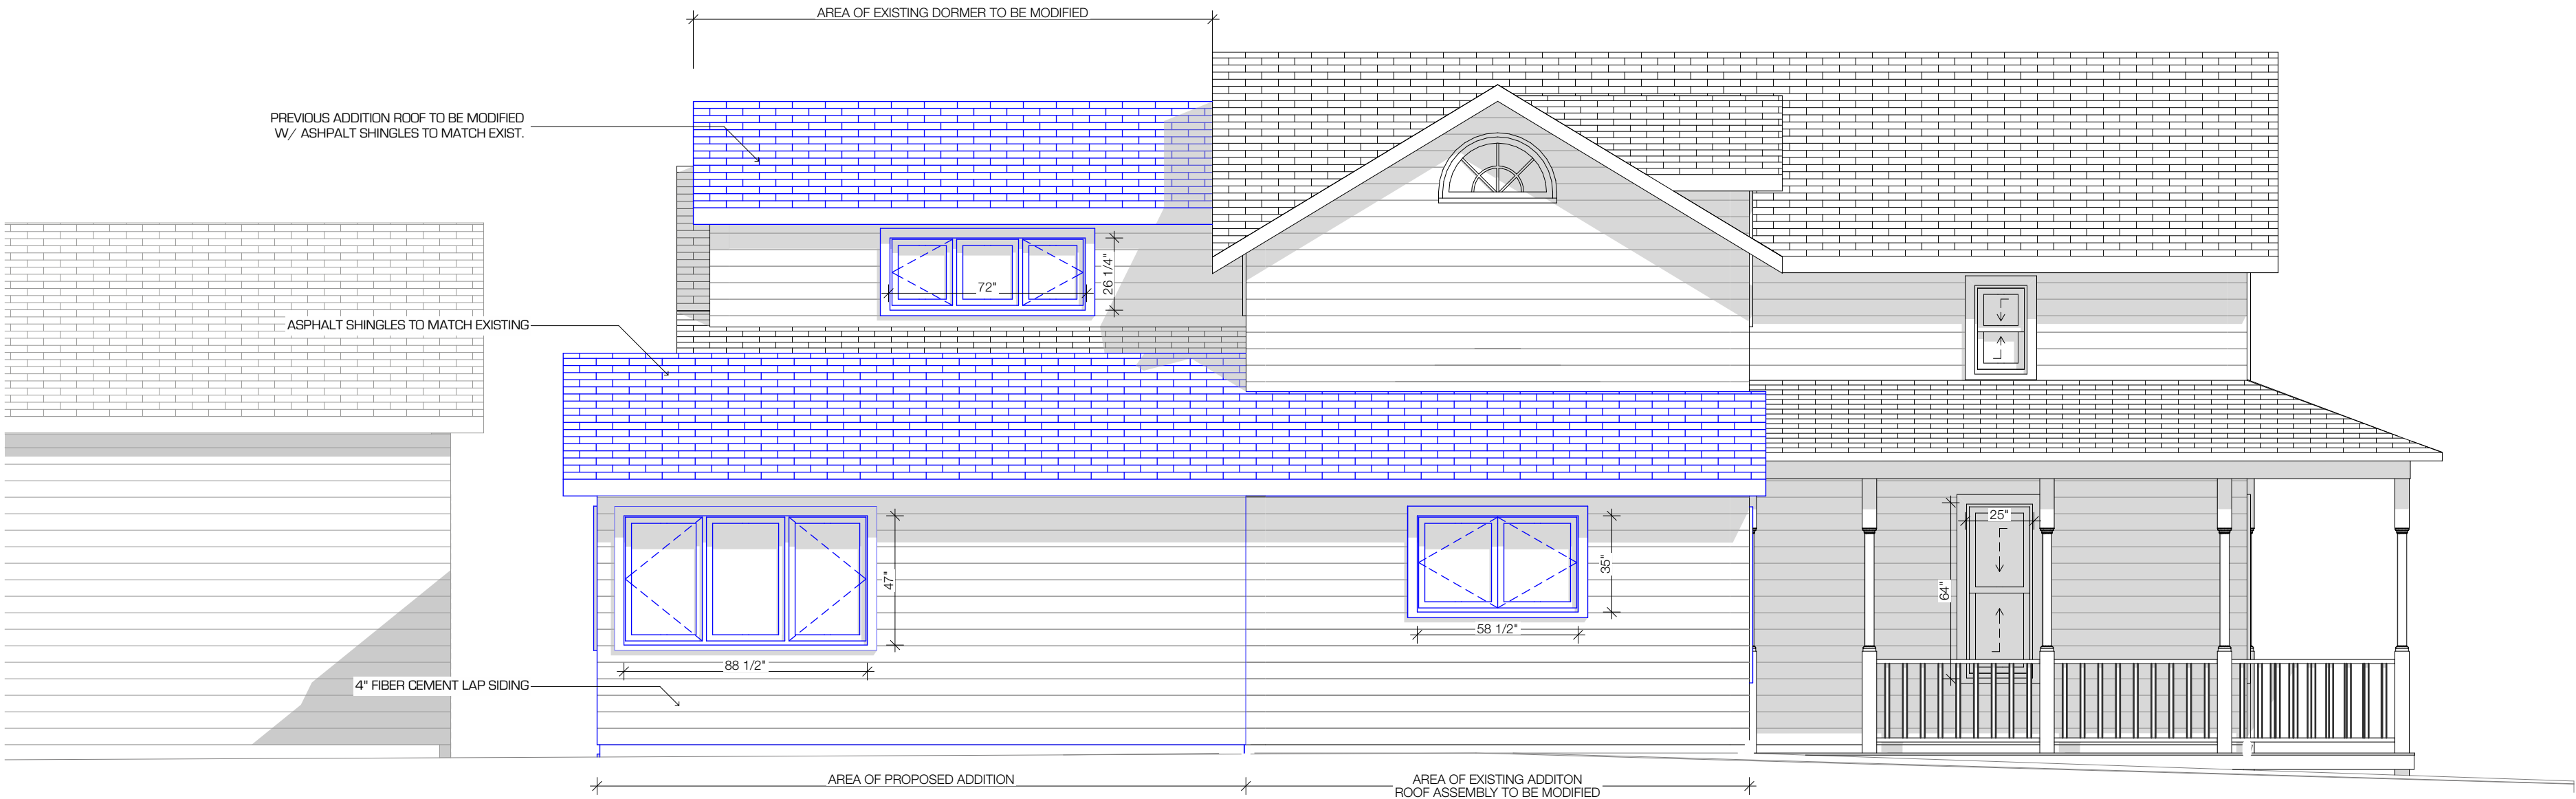 AREA OF EXISTING DORMER TO BE MODIFIED
PREVIOUS ADDITION ROOF TO BE MODIFIED
W/ ASHPALT SHINGLES TO MATCH EXIST.
72"
26 1/4"
ASPHALT SHINGLES TO MATCH EXISTING
47"
88 1/2"
35"
58 1/2"
25"
64"
4" FIBER CEMENT LAP SIDING
AREA OF PROPOSED ADDITION
AREA OF EXISTING ADDITON
ROOF ASSEMBLY TO BE MODIFIED